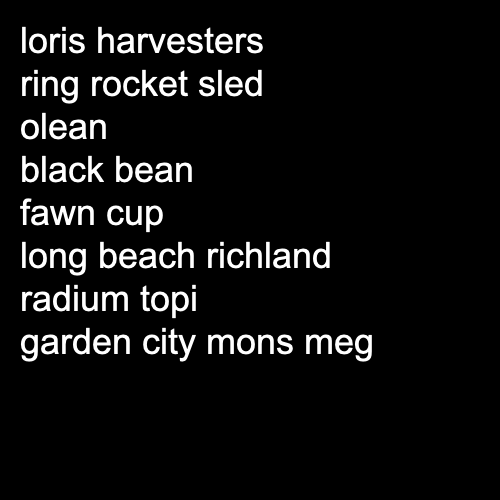 loris harvesters
ring rocket sled
olean
black bean
fawn cup
long beach richland
radium topi
garden city mons meg